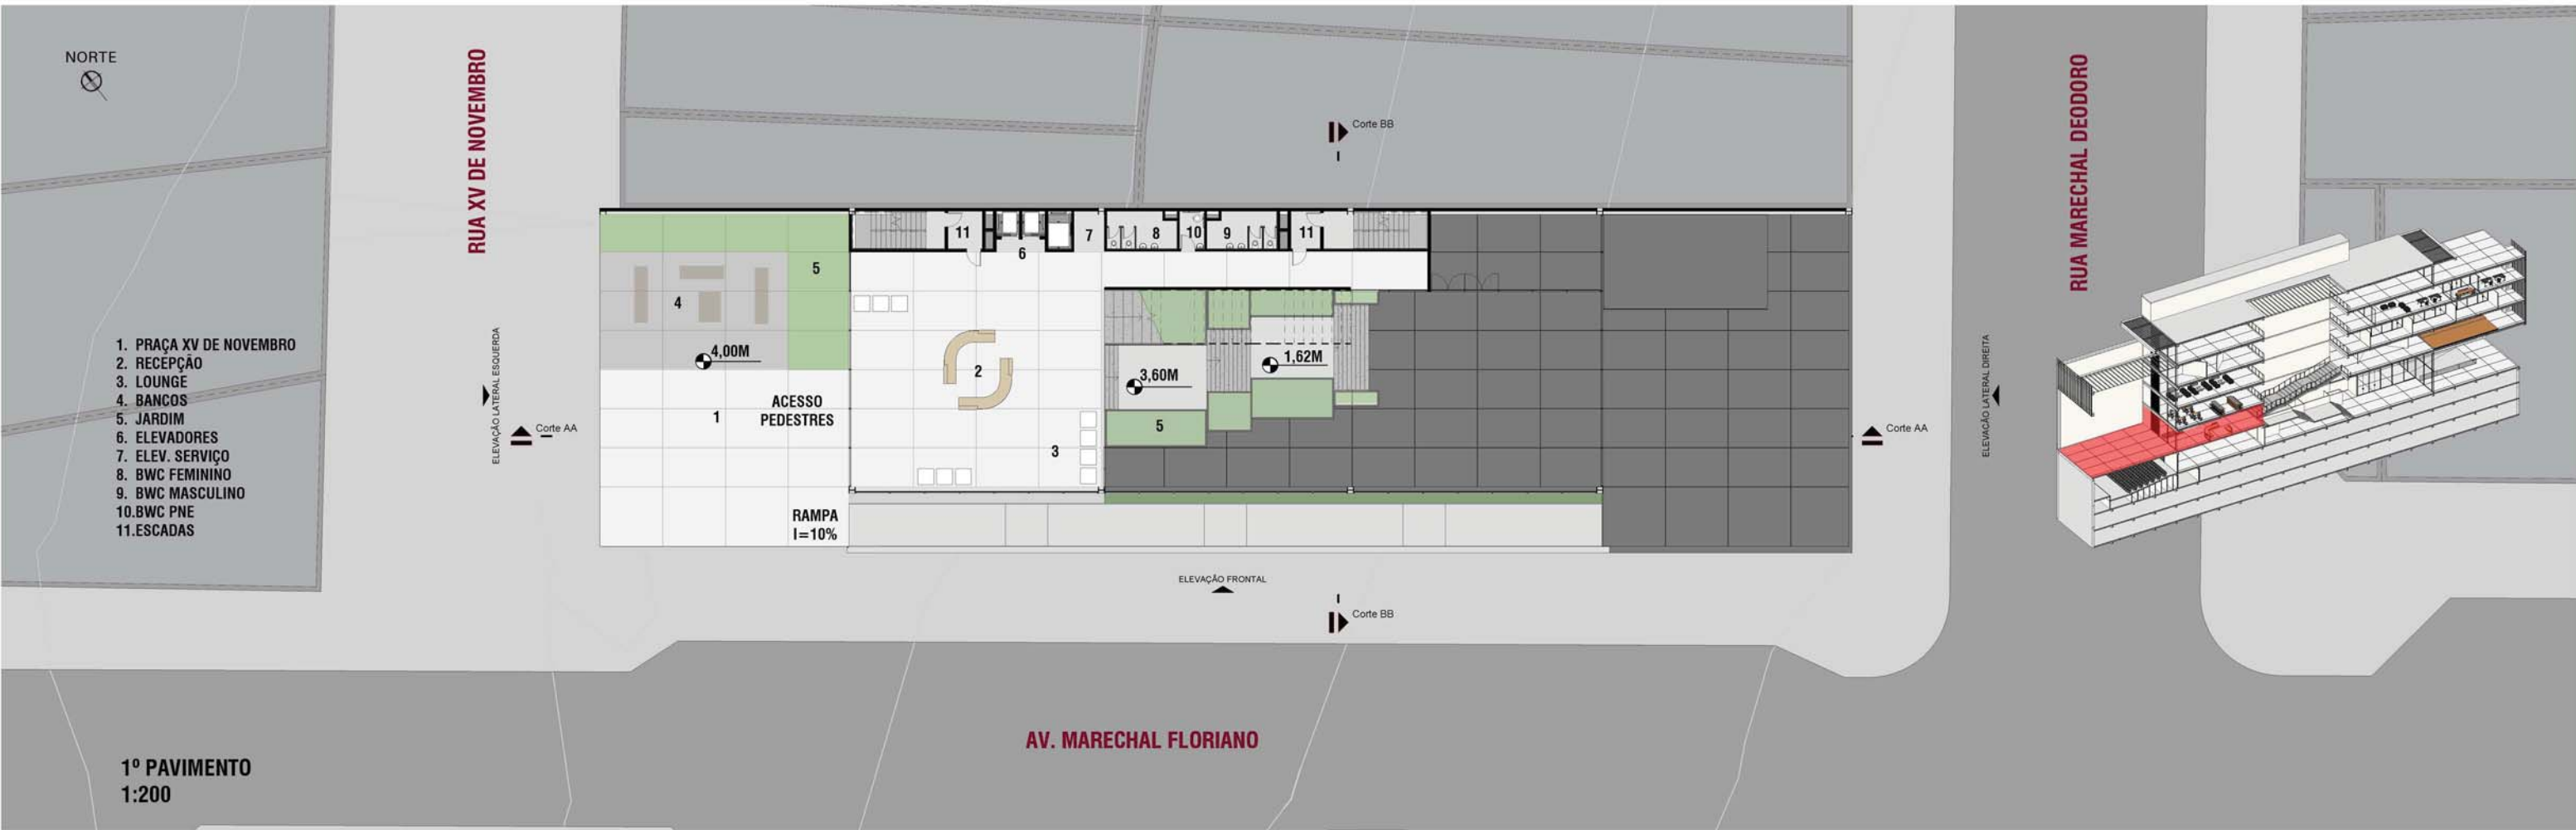 NORTE
RUA XV DE NOVEMBRO
RUA MARECHAL DEODORO
Corte BB
11
6
7
8
10
9
11
5
4
4,00M
1. PRAÇA XV DE NOVEMBRO
2. RECEPÇÃO
3. LOUNGE
4. BANCOS
5. JARDIM
6. ELEVADORES
7. ELEV. SERVIÇO
8. BWC FEMININO
9. BWC MASCULINO
10.BWC PNE
11.ESCADAS
ELEVAÇÃO LATERAL ESQUERDA
Corte AA
1
ACESSO
PEDESTRES
2
3
3,60M
1,62M
5
RAMPA
I=10%
Corte AA
ELEVAÇÃO LATERAL DIREITA
ELEVAÇÃO FRONTAL
Corte BB
AV. MARECHAL FLORIANO
1º PAVIMENTO
1:200